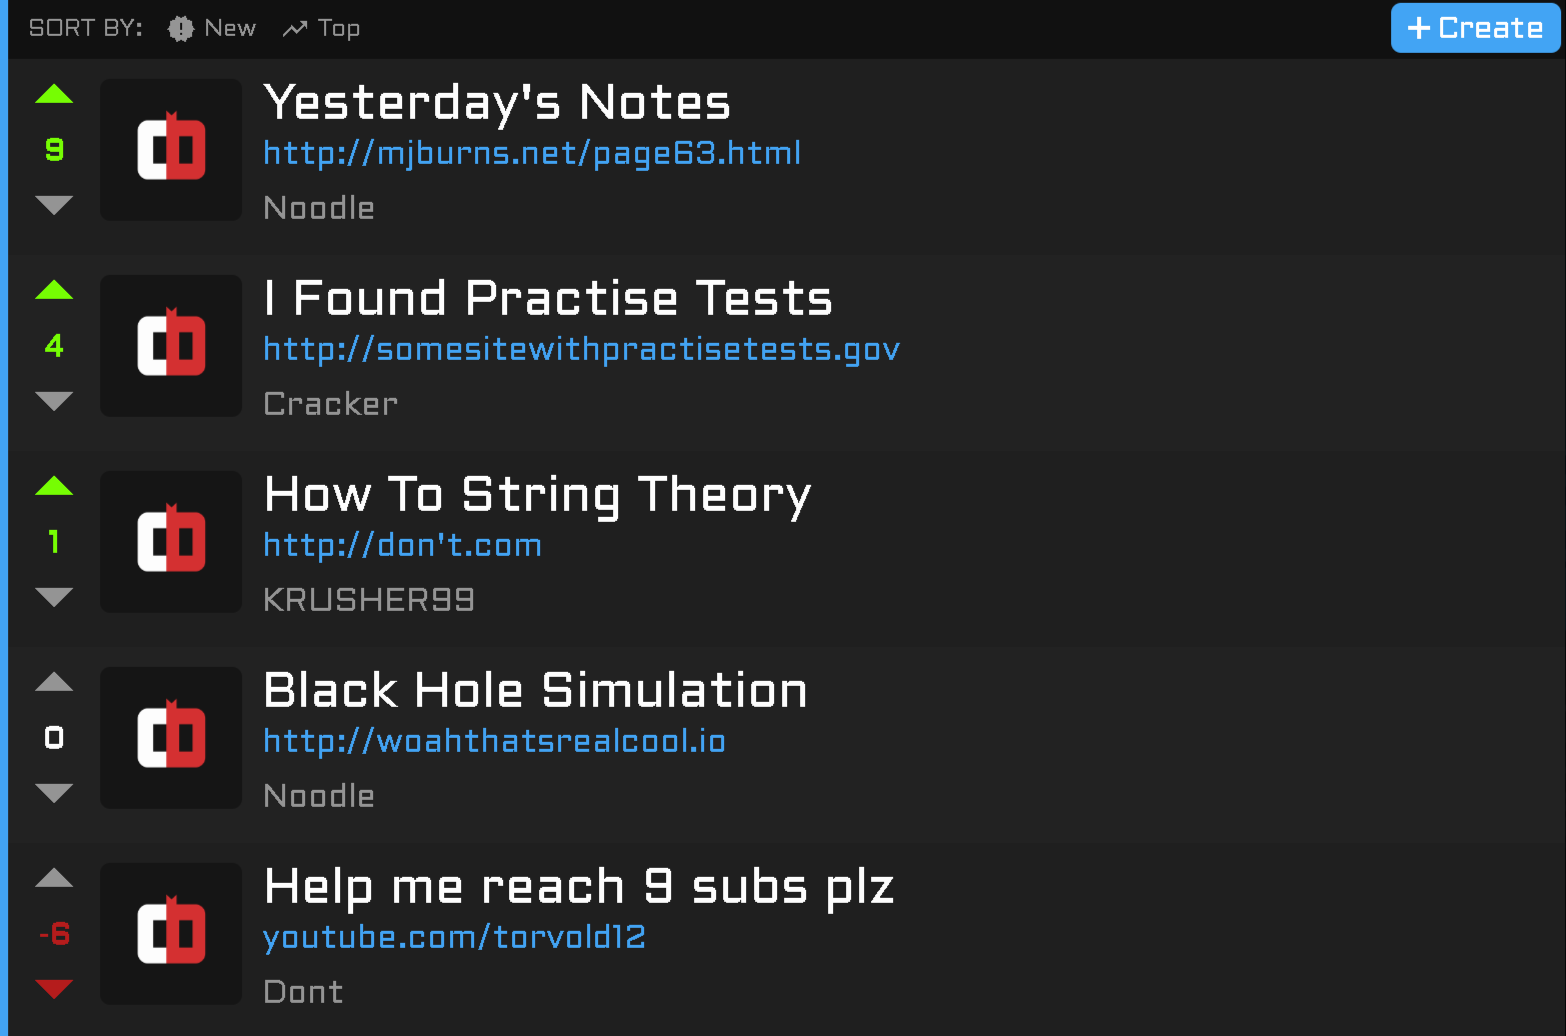 SORT BY: New Top
+ Create
9
Yesterday's Notes
http://mjburns.net/page63.html
Noodle
4
I Found Practise Tests
http://somesitewithpractisetests.gov
Cracker
1
How To String Theory
http://don't.com
KRUSHER99
0
Black Hole Simulation
http://woahthatsrealcool.io
Noodle
-6
Help me reach 9 subs plz
youtube.com/torvold12
Dont